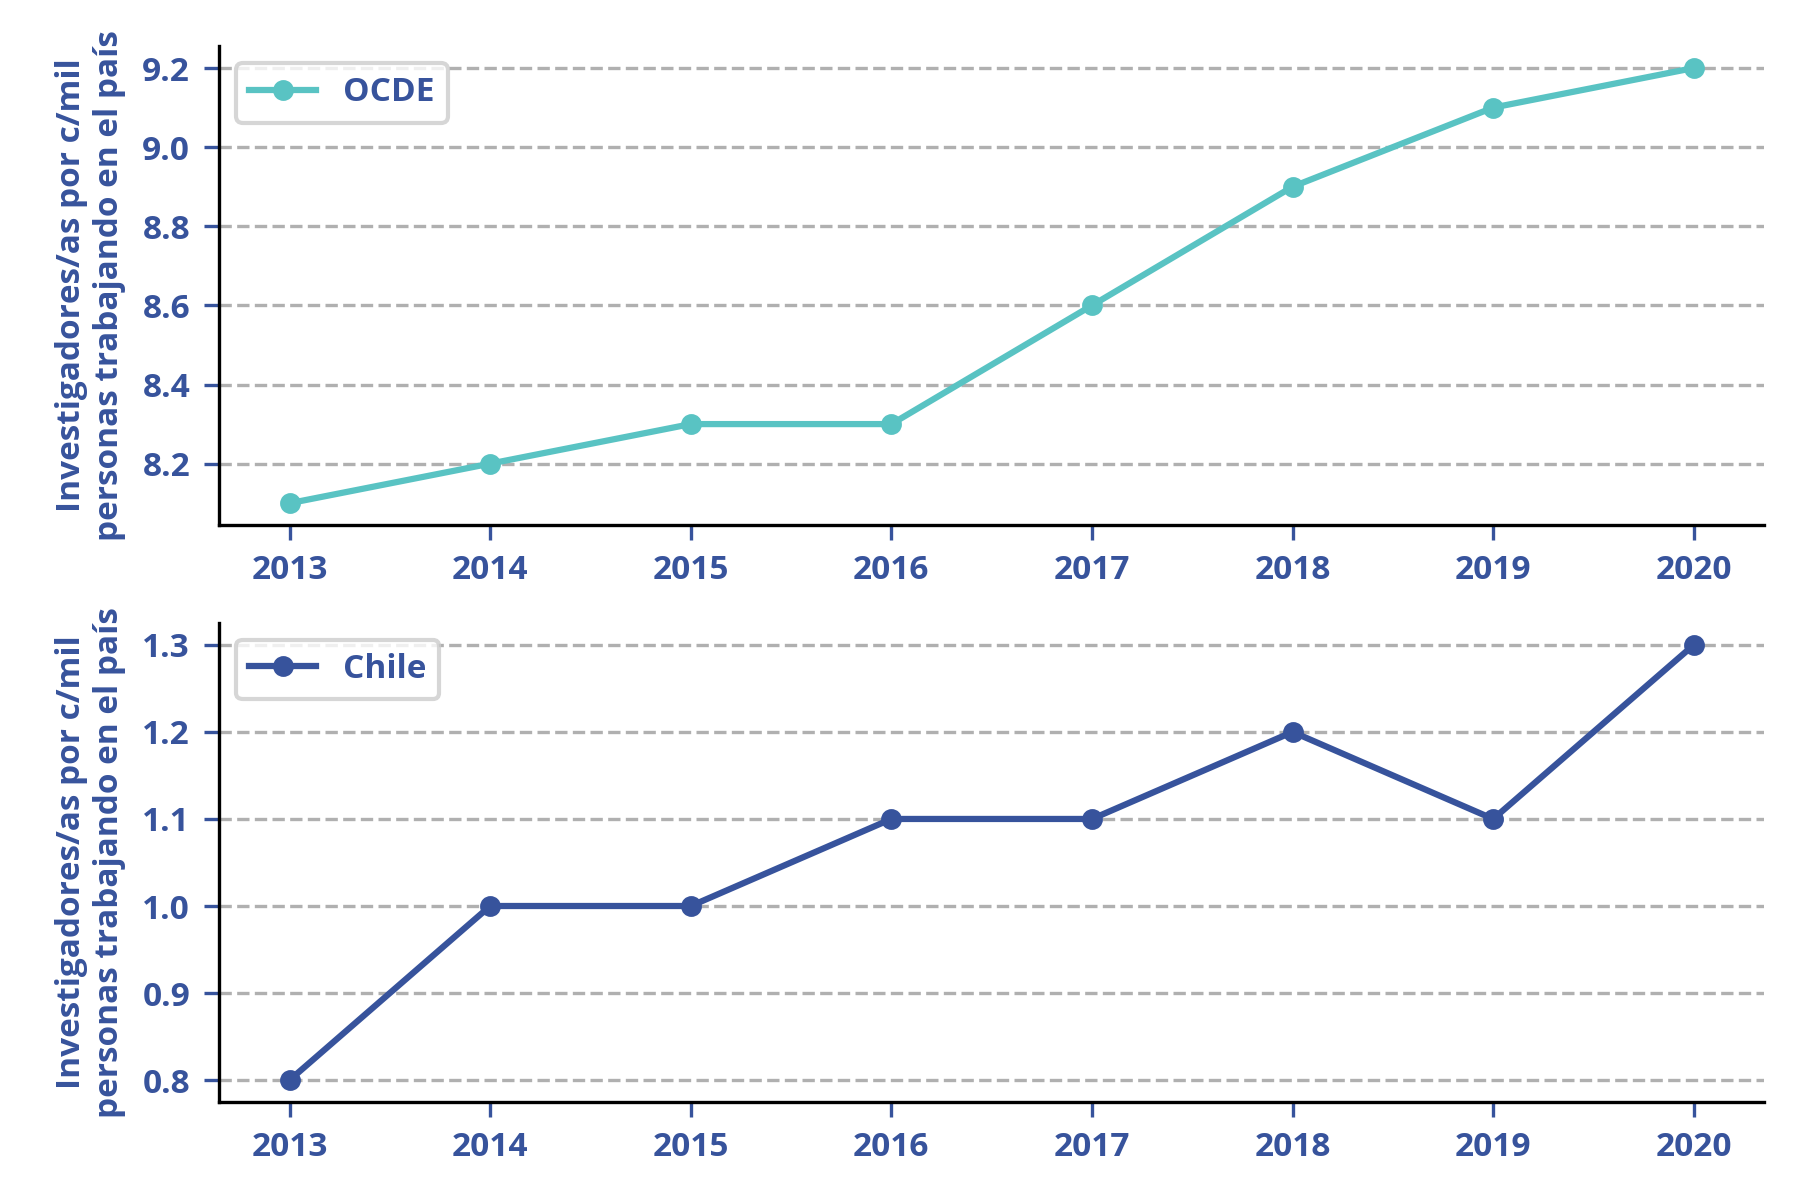 Investigadores/as por c/mil
personas trabajando en el país
9.2
9.0
8.8
8.6
8.4
8.2
OCDE
2013 2014 2015 2016 2017 2018 2019 2020
Investigadores/as por c/mil
personas trabajando en el país
1.3
1.2
1.1
1.0
0.9
0.8
Chile
2013 2014 2015 2016 2017 2018 2019 2020